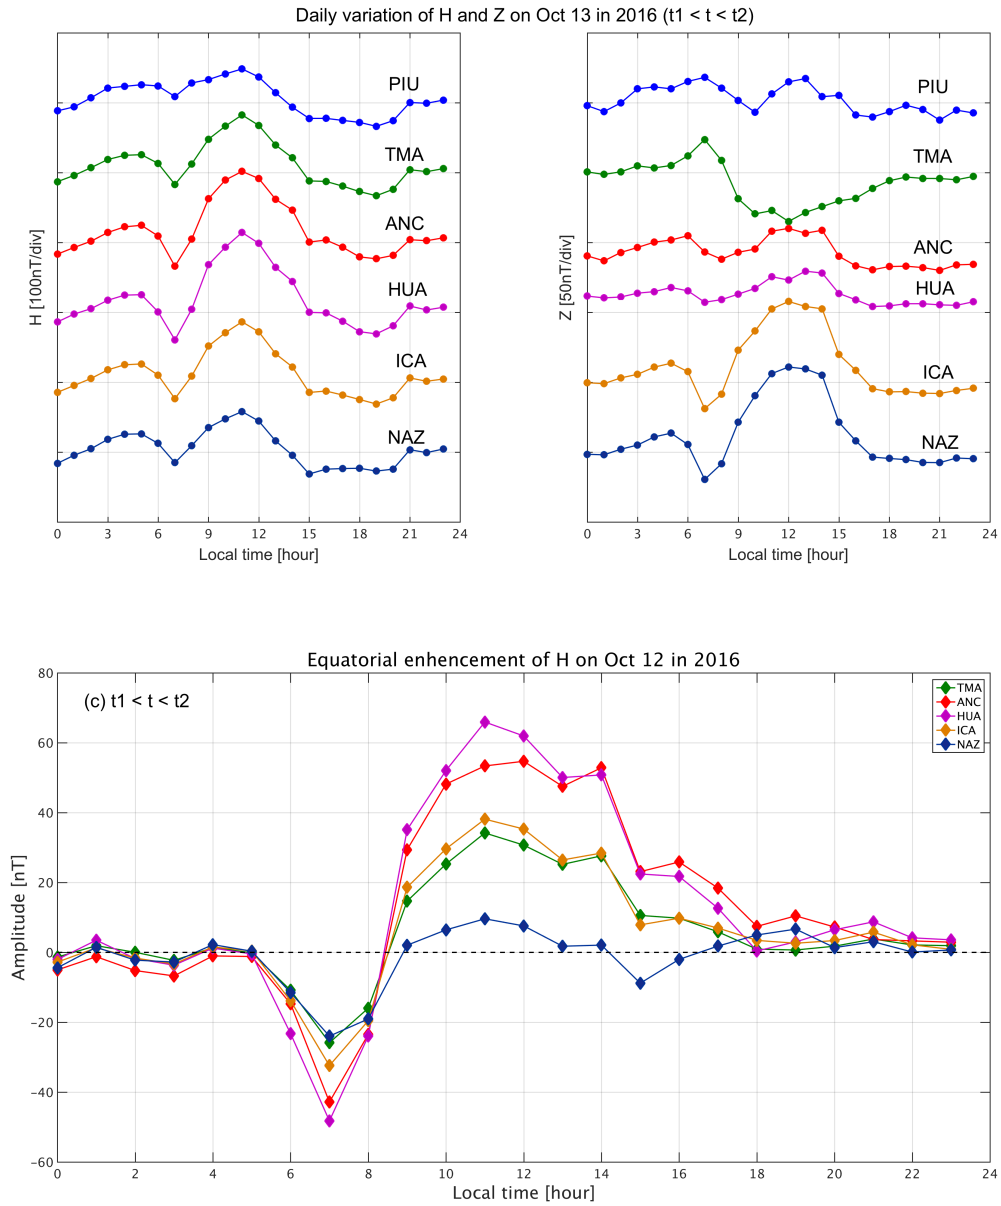 Daily variation of H and Z on Oct 13 in 2016 (t1 < t < t2)
H [100nT/div]
PIU
TMA
ANC
HUA
ICA
NAZ
0 3 6 9 12 15 18 21 24
Local time [hour]
Z [50nT/div]
PIU
TMA
ANC
HUA
ICA
NAZ
0 3 6 9 12 15 18 21 24
Local time [hour]
Equatorial enhencement of H on Oct 12 in 2016
(c) t1 < t < t2
TMA
ANC
HUA
ICA
NAZ
Amplitude [nT]
80
60
40
20
0
−20
−40
−60
0 2 4 6 8 10 12 14 16 18 20 22 24
Local time [hour]